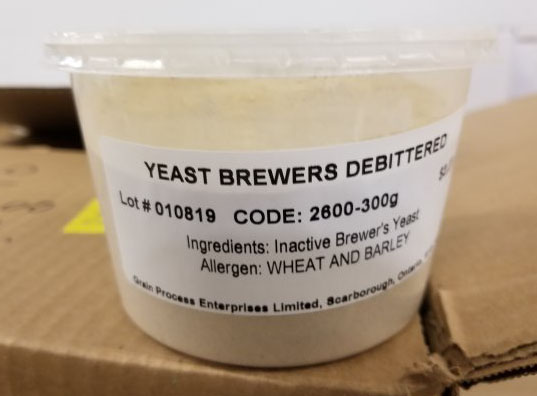 YEAST BREWERS DEBITTERED
Lot # 010819 CODE: 2600-300g
Ingredients: Inactive Brewer's Yeast
Allergen: WHEAT AND BARLEY
Grain Process Enterprises Limited, Scarborough, Ontario,